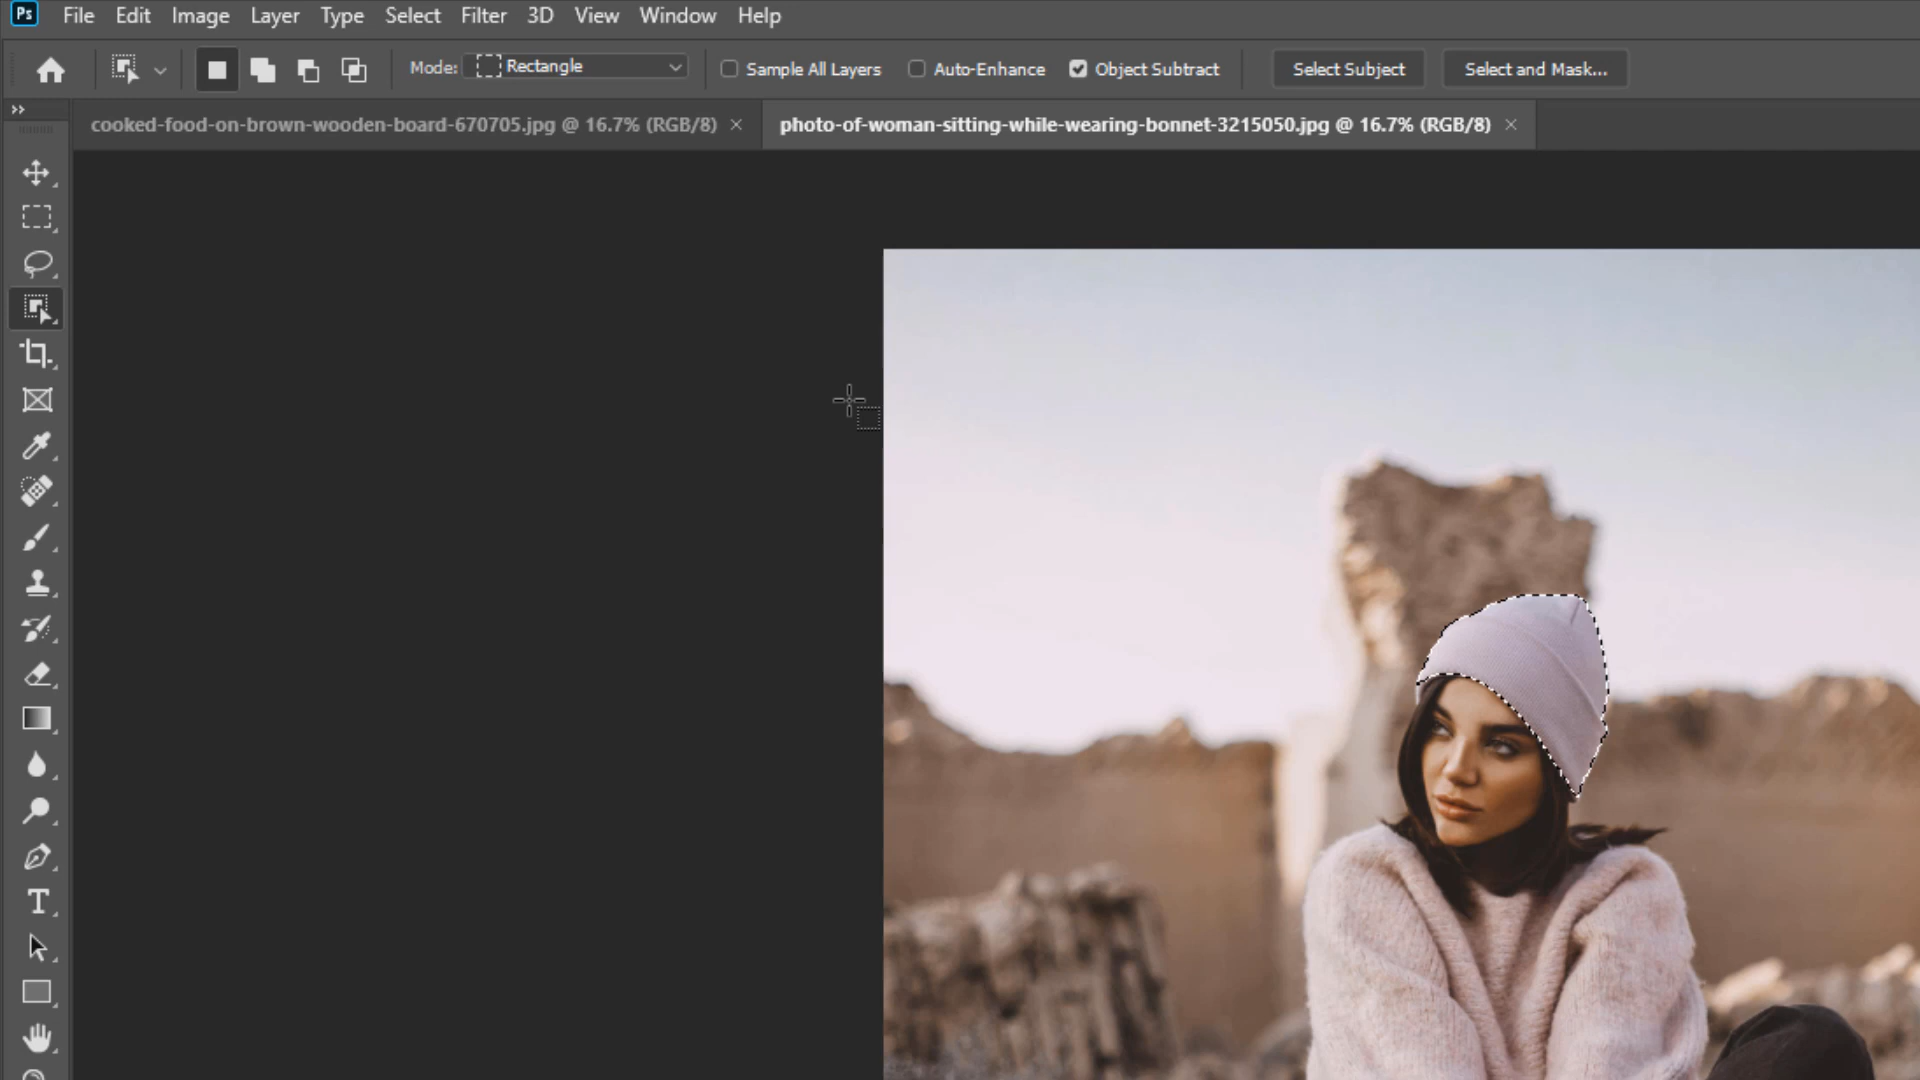 Ps File Edit Image Layer Type Select Filter 3D View Window Help
Mode: Rectangle Sample All Layers Auto-Enhance Object Subtract Select Subject Select and Mask...
cooked-food-on-brown-wooden-board-670705.jpg @ 16.7% (RGB/8) × photo-of-woman-sitting-while-wearing-bonnet-3215050.jpg @ 16.7% (RGB/8) ×
T